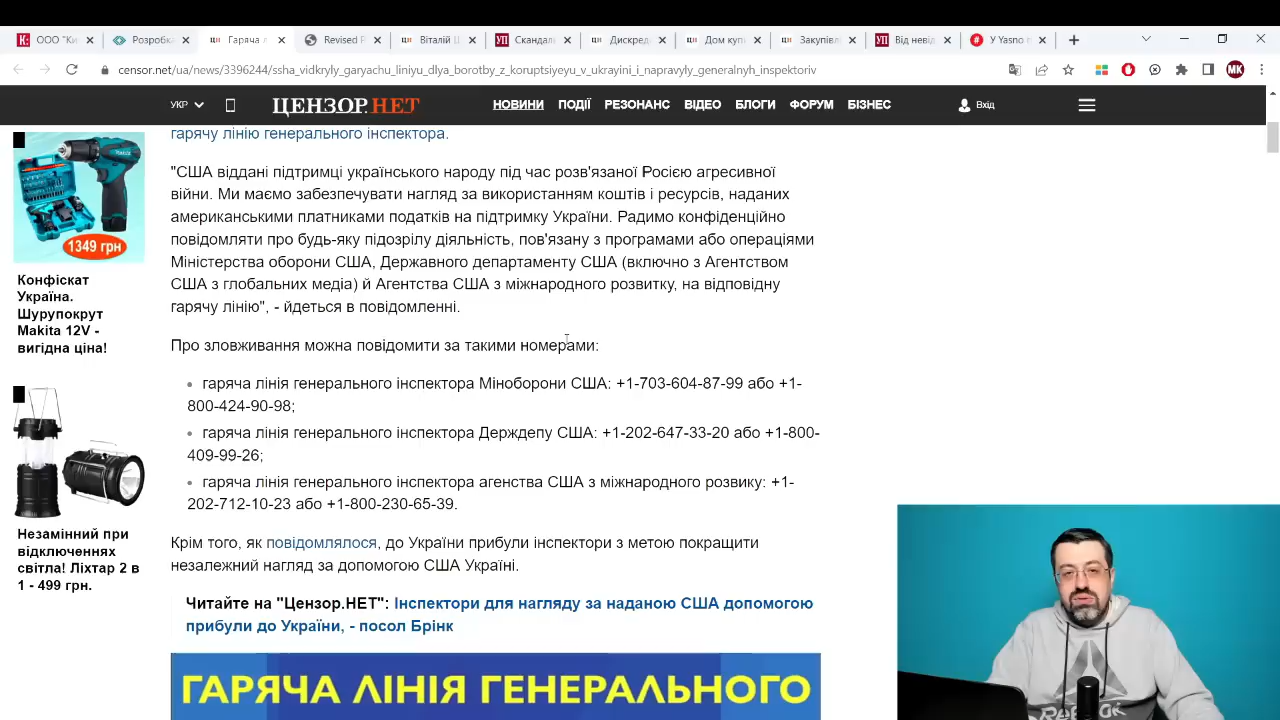 ООО "Ки
Розробка
Гаряча л
Revised P
Віталій Ц
Скандал
Дискред
Дом куп
Закупівл
Від невід
У Yasno н
censor.net/ua/news/3396244/ssha_vidkryly_garyachu_liniyu_dlya_borotby_z_koruptsiyeyu_v_ukrayini_i_napravyly_generalnyh_inspektoriv
MK
УКР
ЦЕНЗОР.НЕТ
НОВИНИ ПОДІЇ РЕЗОНАНС ВІДЕО БЛОГИ ФОРУМ БІЗНЕС
Вхід
гарячу лінію генерального інспектора.
"США віддані підтримці українського народу під час розв'язаної Росією агресивної
війни. Ми маємо забезпечувати нагляд за використанням коштів і ресурсів, наданих
американськими платниками податків на підтримку України. Радимо конфіденційно
повідомляти про будь-яку підозрілу діяльність, пов'язану з програмами або операціями
Міністерства оборони США, Державного департаменту США (включно з Агентством
США з глобальних медіа) й Агентства США з міжнародного розвитку, на відповідну
гарячу лінію", - йдеться в повідомленні.
Про зловживання можна повідомити за такими номерами:
гаряча лінія генерального інспектора Міноборони США: +1-703-604-87-99 або +1-
800-424-90-98;
гаряча лінія генерального інспектора Держдепу США: +1-202-647-33-20 або +1-800-
409-99-26;
гаряча лінія генерального інспектора агенства США з міжнародного розвику: +1-
202-712-10-23 або +1-800-230-65-39.
Крім того, як повідомлялося, до України прибули інспектори з метою покращити
незалежний нагляд за допомогою США Україні.
Читайте на "Цензор.НЕТ": Інспектори для нагляду за наданою США допомогою
прибули до України, - посол Брінк
ГАРЯЧА ЛІНІЯ ГЕНЕРАЛЬНОГО
1349 грн
Конфіскат
Україна.
Шурупокрут
Makita 12V -
вигідна ціна!
Незамінний при
відключеннях
світла! Ліхтар 2 в
1 - 499 грн.
Reebok